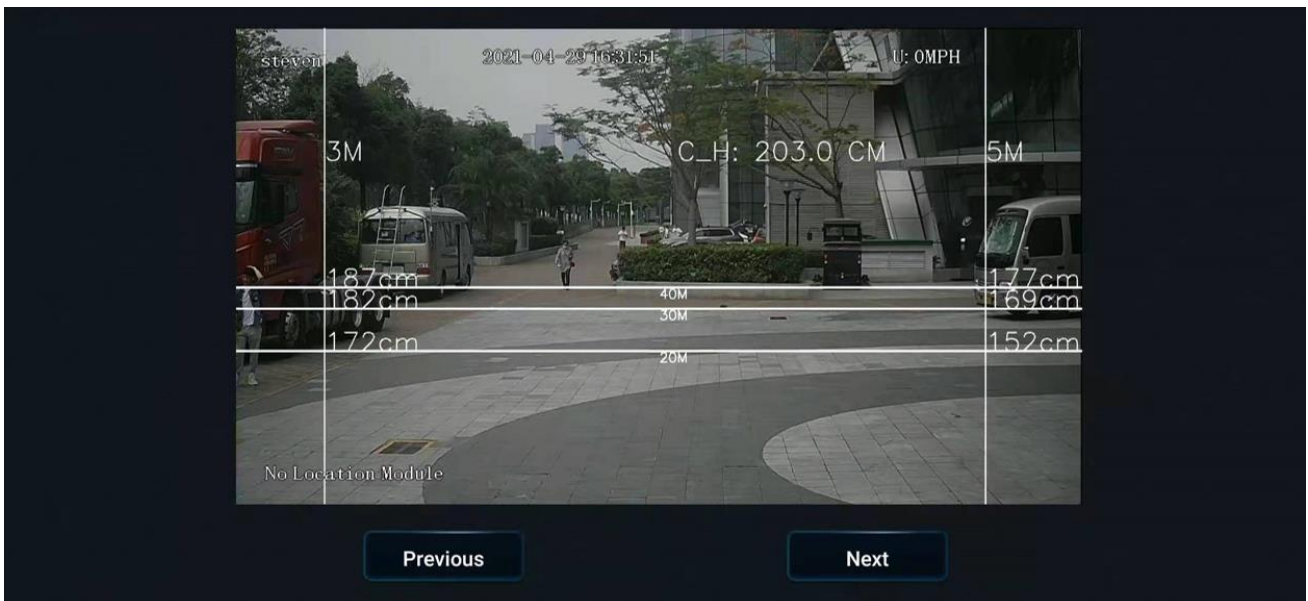 steven 2021-04-29 16:31:51 U: 0MPH
3M C_H: 203.0 CM 5M
187cm 177cm
40M
182cm 169cm
30M
172cm 152cm
20M
No Location Module
Previous Next